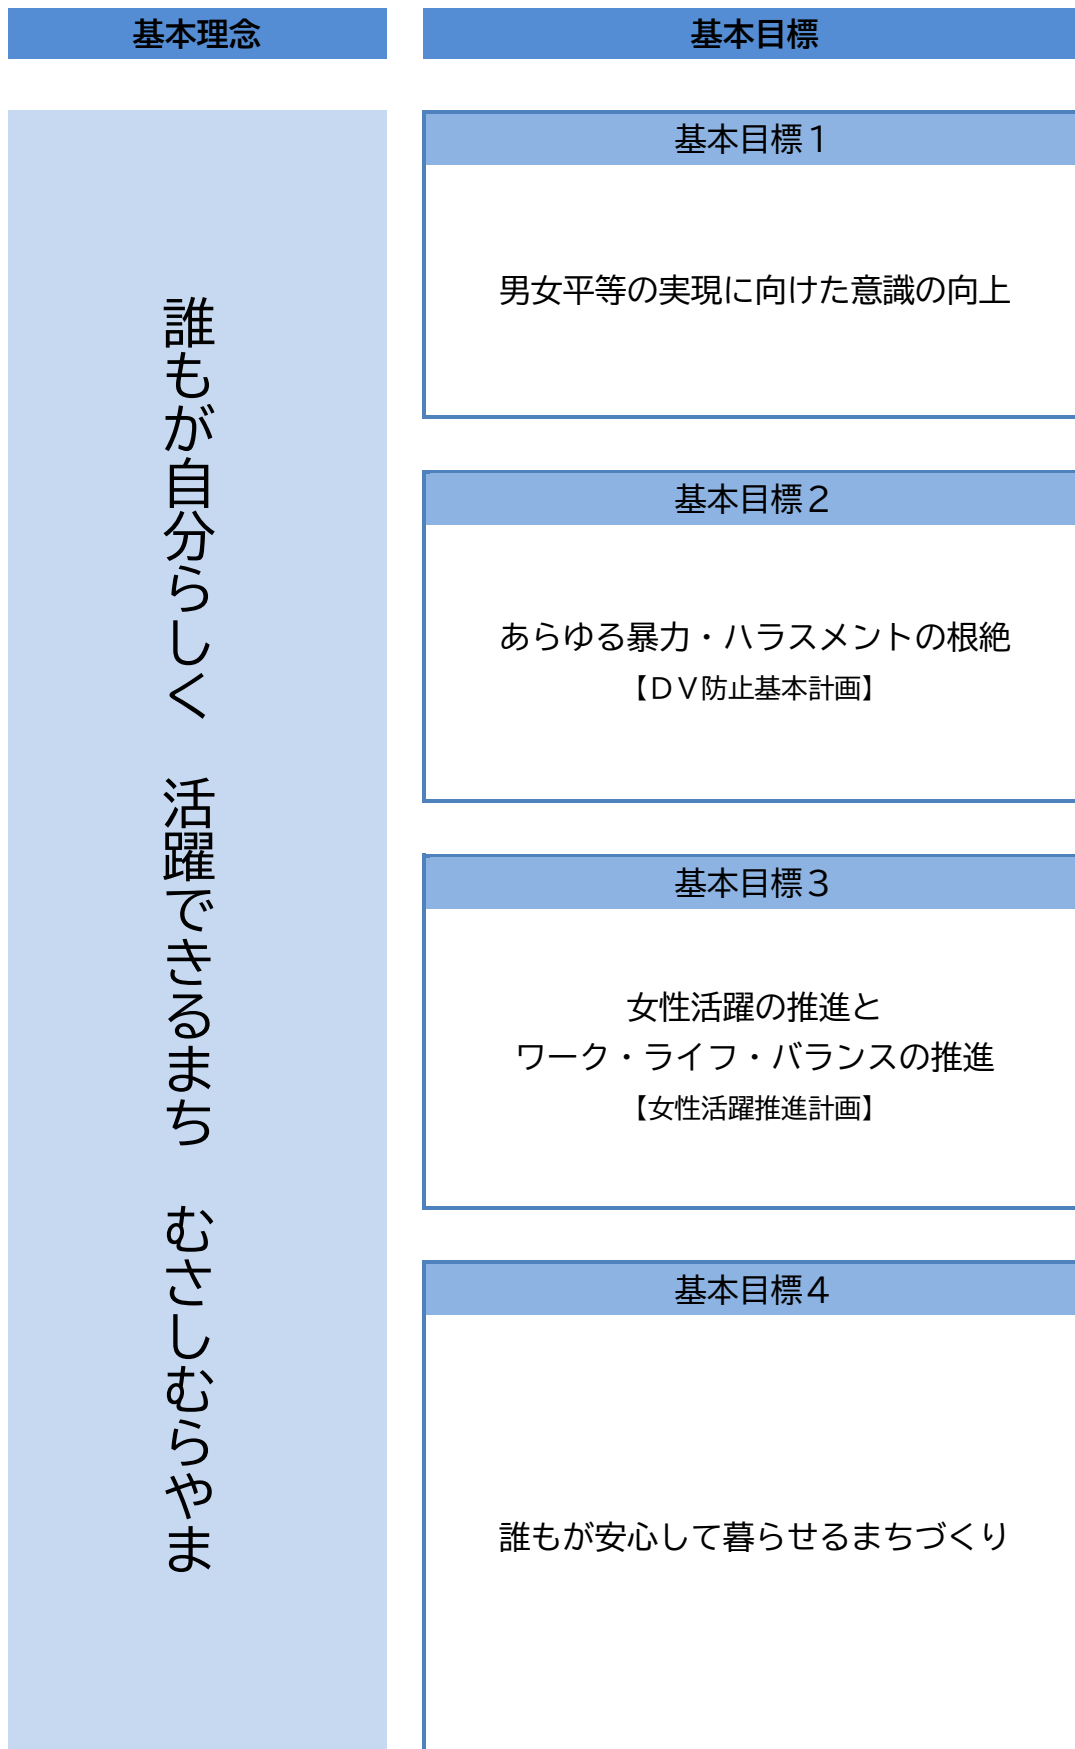 基本理念
基本目標
誰もが自分らしく　活躍できるまち　むさしむらやま
基本目標１
男女平等の実現に向けた意識の向上
基本目標２
あらゆる暴力・ハラスメントの根絶
【ＤＶ防止基本計画】
基本目標３
女性活躍の推進と
ワーク・ライフ・バランスの推進
【女性活躍推進計画】
基本目標４
誰もが安心して暮らせるまちづくり